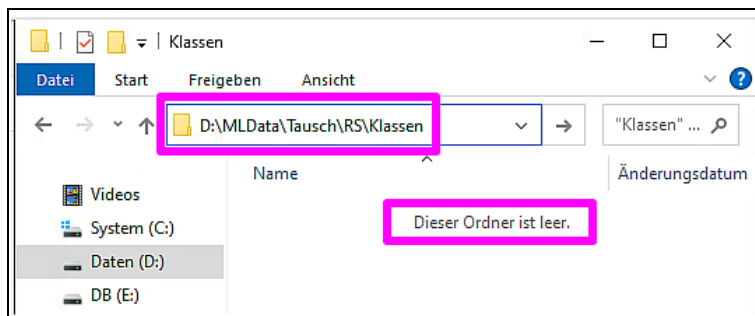 Klassen
Datei Start Freigeben Ansicht
D:\MLData\Tausch\RS\Klassen "Klassen" ...
Name Änderungsdatum
Videos
Dieser Ordner ist leer.
System (C:)
Daten (D:)
DB (E:)